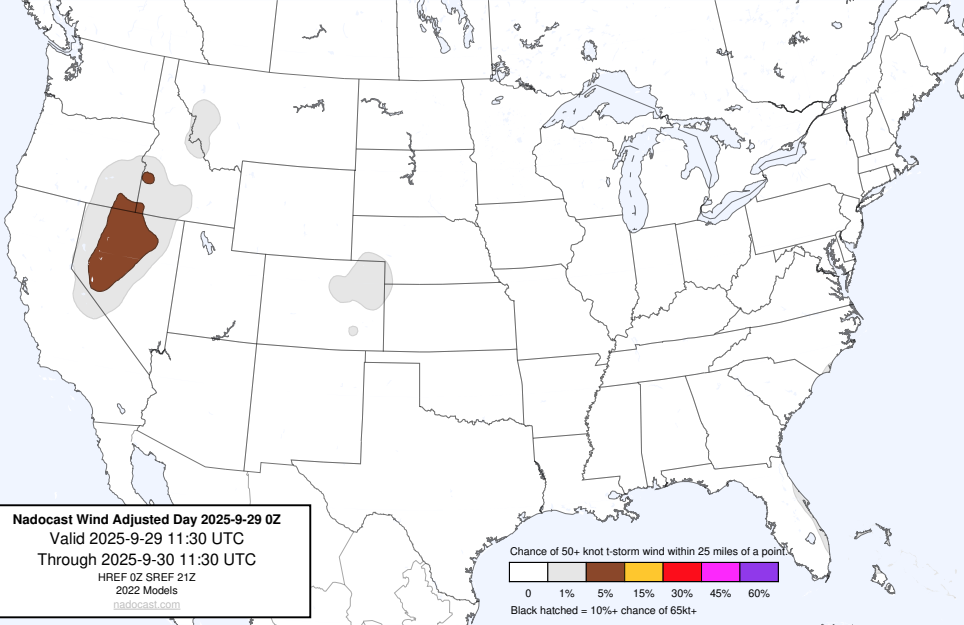 Nadocast Wind Adjusted Day 2025-9-29 0Z
Valid 2025-9-29 11:30 UTC
Through 2025-9-30 11:30 UTC
HREF 0Z SREF 21Z
2022 Models
nadocast.com
Chance of 50+ knot t-storm wind within 25 miles of a point.
0 1% 5% 15% 30% 45% 60%
Black hatched = 10%+ chance of 65kt+